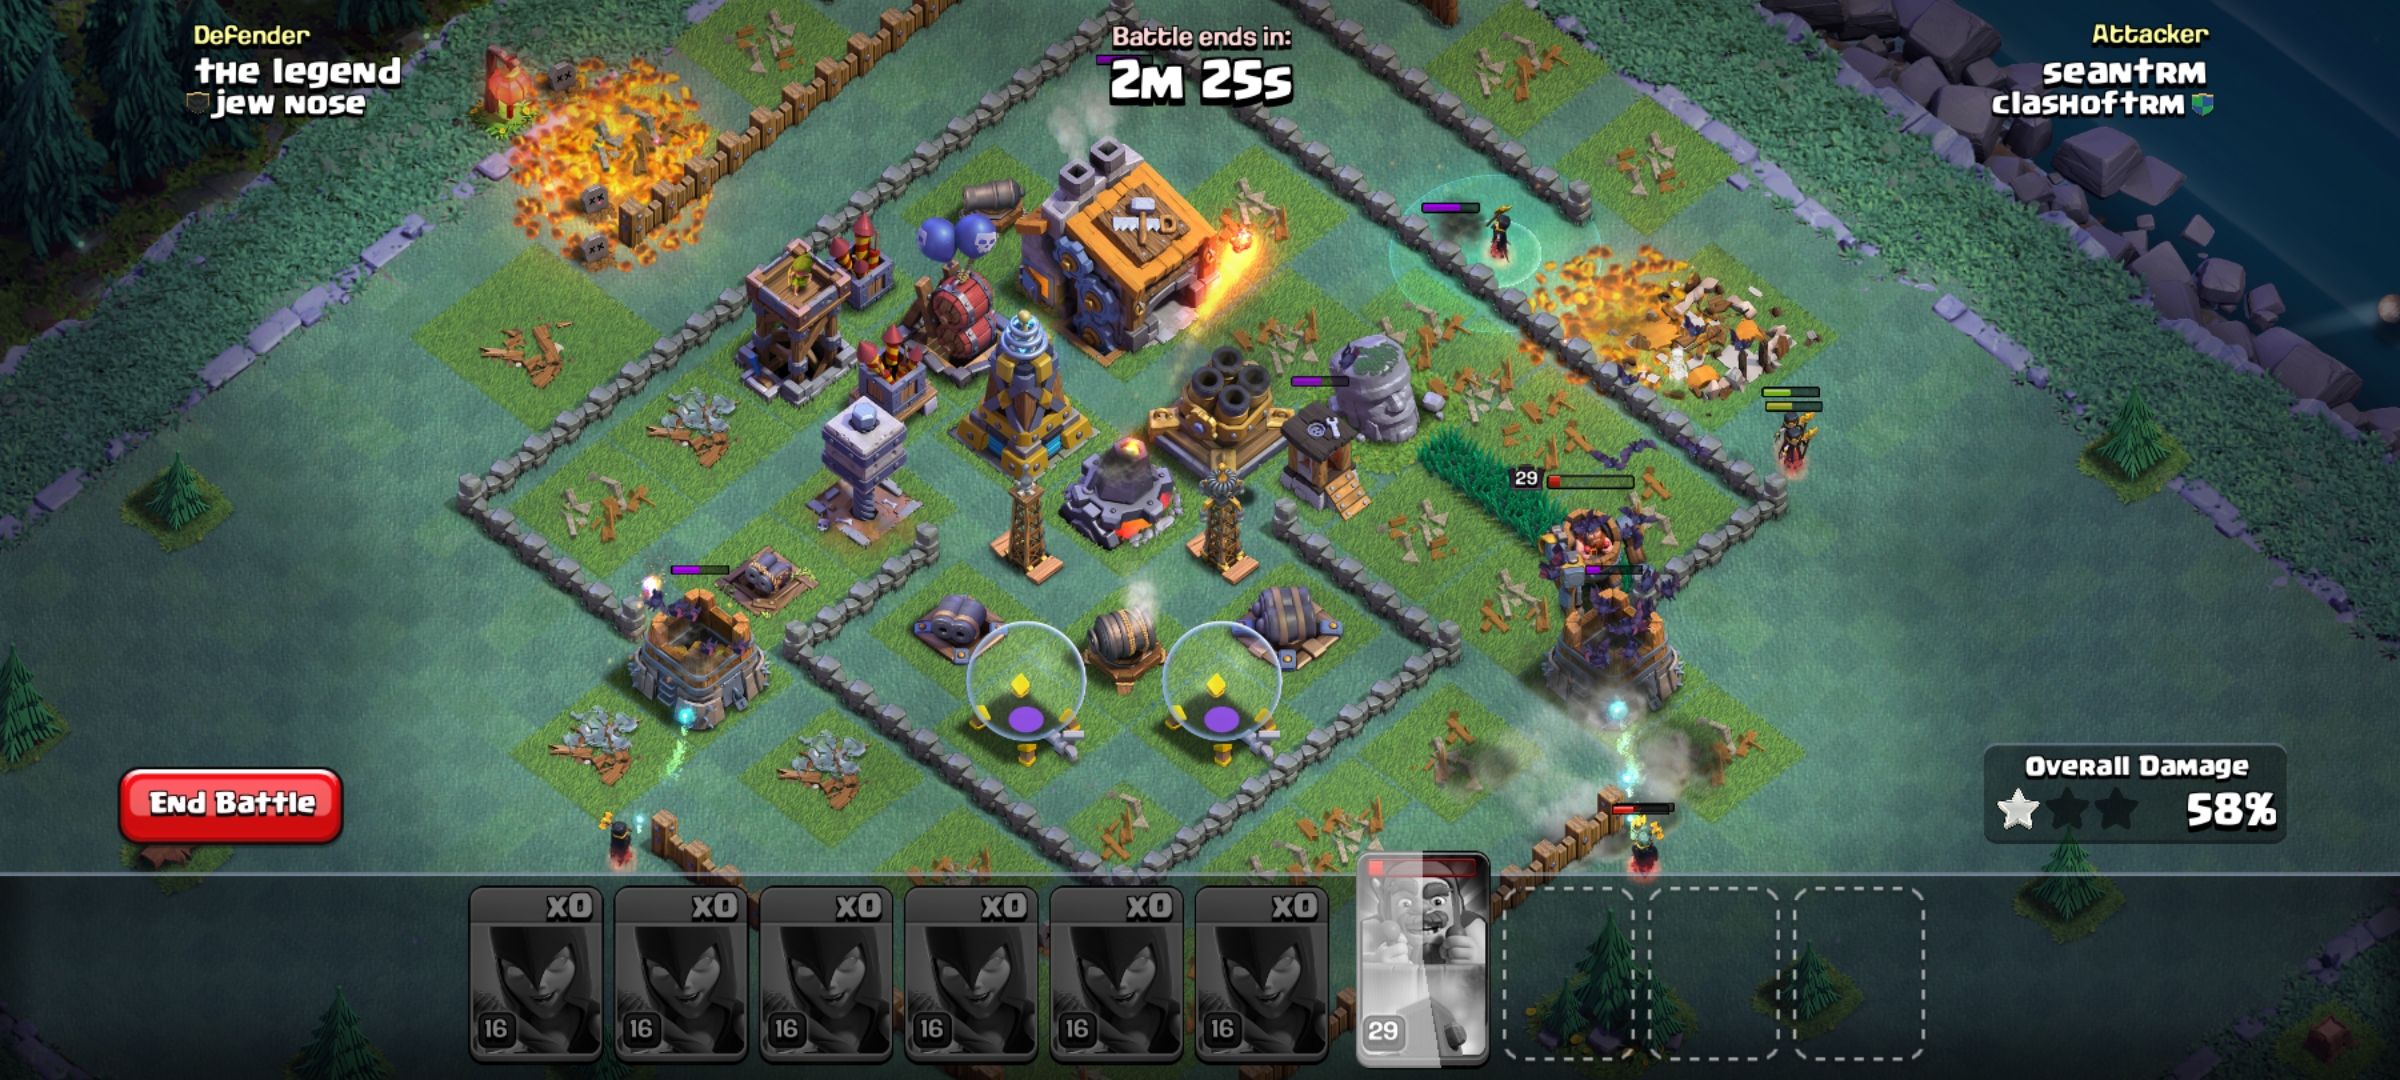 Defender
the legend
jew nose
Battle ends in:
2m 25s
Attacker
seantrm
clashoftrm
29
Overall Damage
58%
End Battle
x0
x0
x0
x0
x0
x0
16
16
16
16
16
16
29